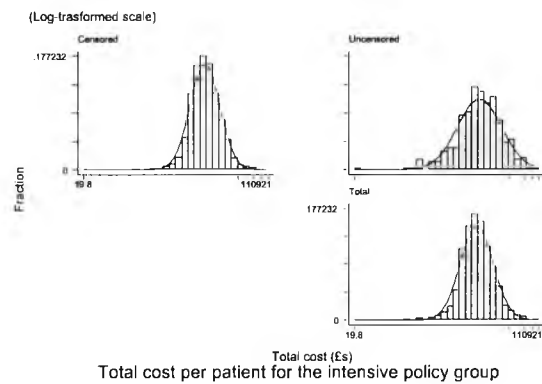 (Log-trasformed scale)
Censored
Uncensored
.177232
0
19.8
110921
Total
177232
0
19.8
110921
Fraction
Total cost (£s)
Total cost per patient for the intensive policy group